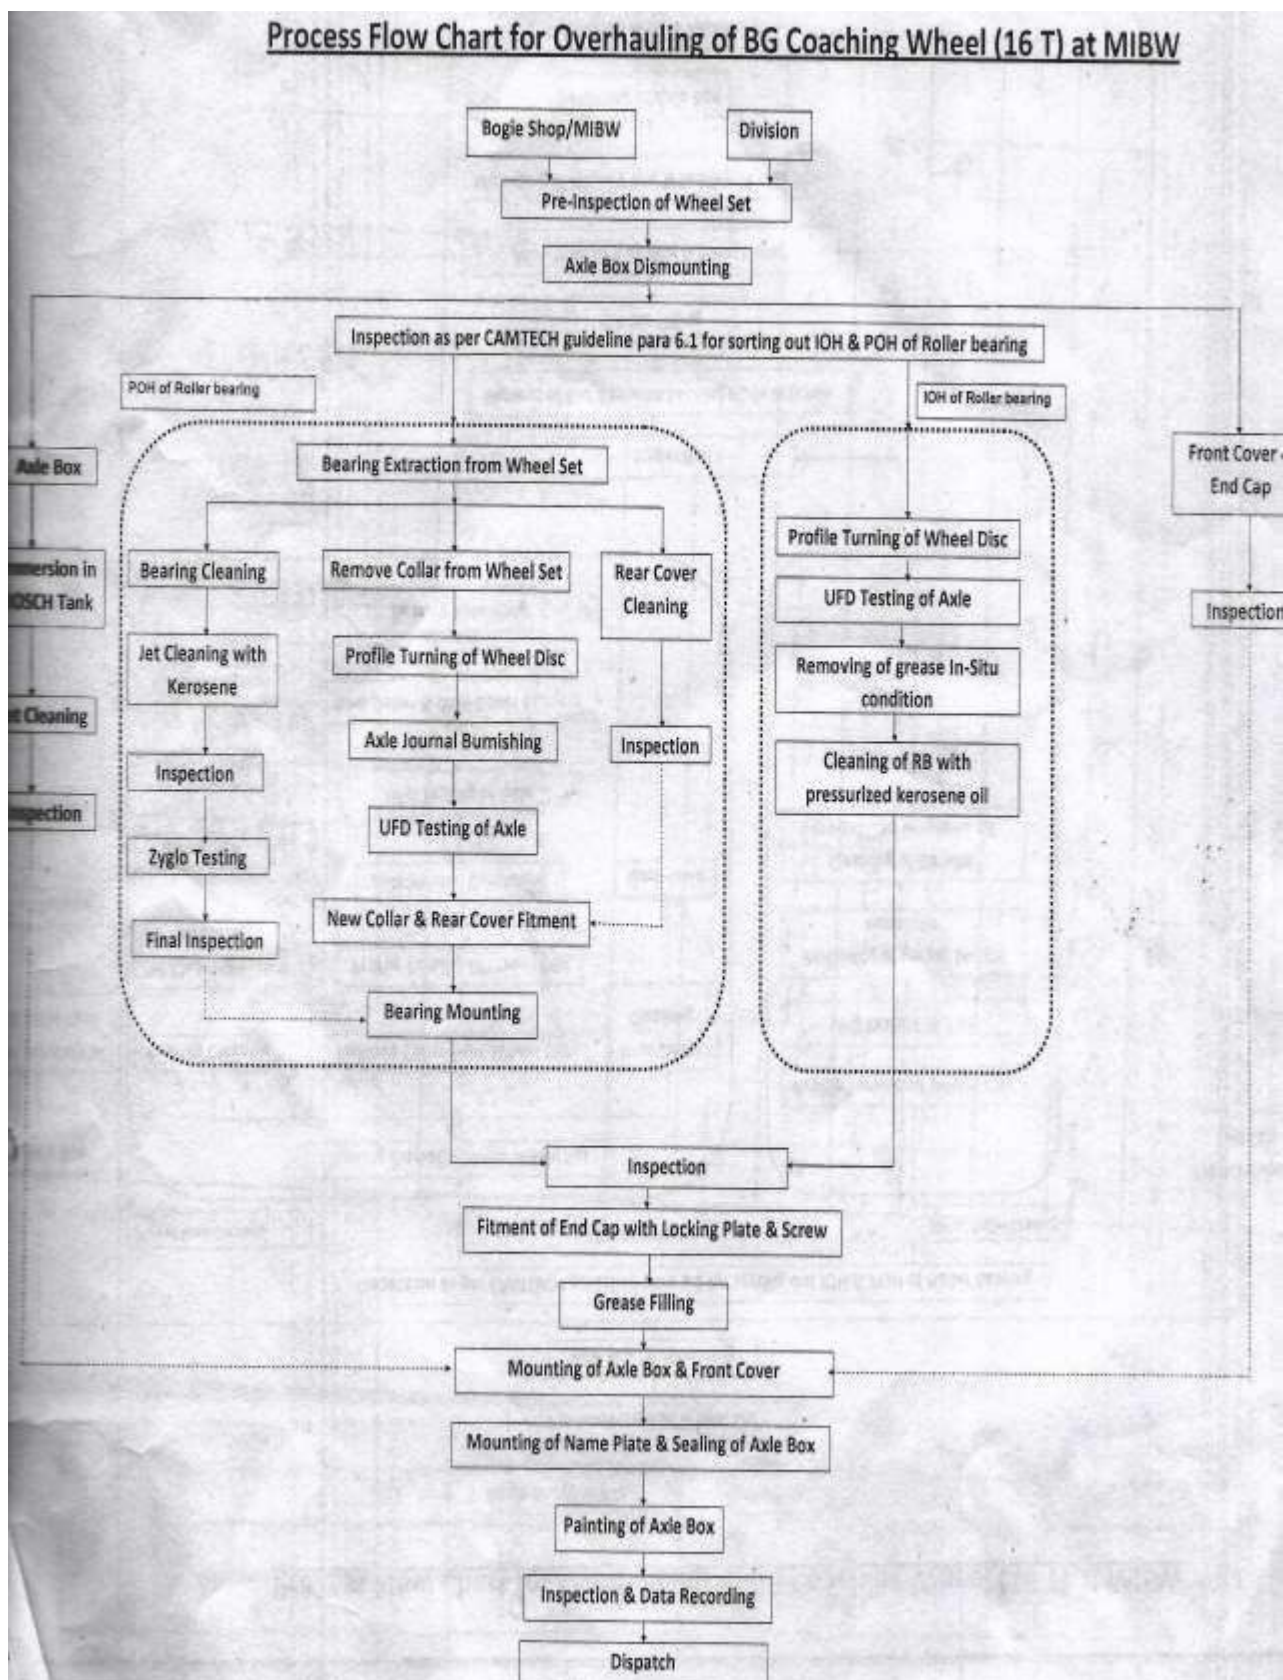 Process Flow Chart for Overhauling of BG Coaching Wheel (16 T) at MIBW
Bogie Shop/MIBW
Division
Pre-Inspection of Wheel Set
Axle Box Dismounting
Inspection as per CAMTECH guideline para 6.1 for sorting out IOH & POH of Roller bearing
POH of Roller bearing
IOH of Roller bearing
Axle Box
Bearing Extraction from Wheel Set
Front Cover
End Cap
Profile Turning of Wheel Disc
Bearing Cleaning
Remove Collar from Wheel Set
Rear Cover
Cleaning
UFD Testing of Axle
in
Tank
Inspection
Jet Cleaning with
Kerosene
Profile Turning of Wheel Disc
Removing of grease In-Situ
condition
Cleaning
Axle Journal Burnishing
Inspection
Cleaning of RB with
pressurized kerosene oil
Inspection
UFD Testing of Axle
Zyglo Testing
New Collar & Rear Cover Fitment
Final Inspection
Bearing Mounting
Inspection
Fitment of End Cap with Locking Plate & Screw
Grease Filling
Mounting of Axle Box & Front Cover
Mounting of Name Plate & Sealing of Axle Box
Painting of Axle Box
Inspection & Data Recording
Dispatch